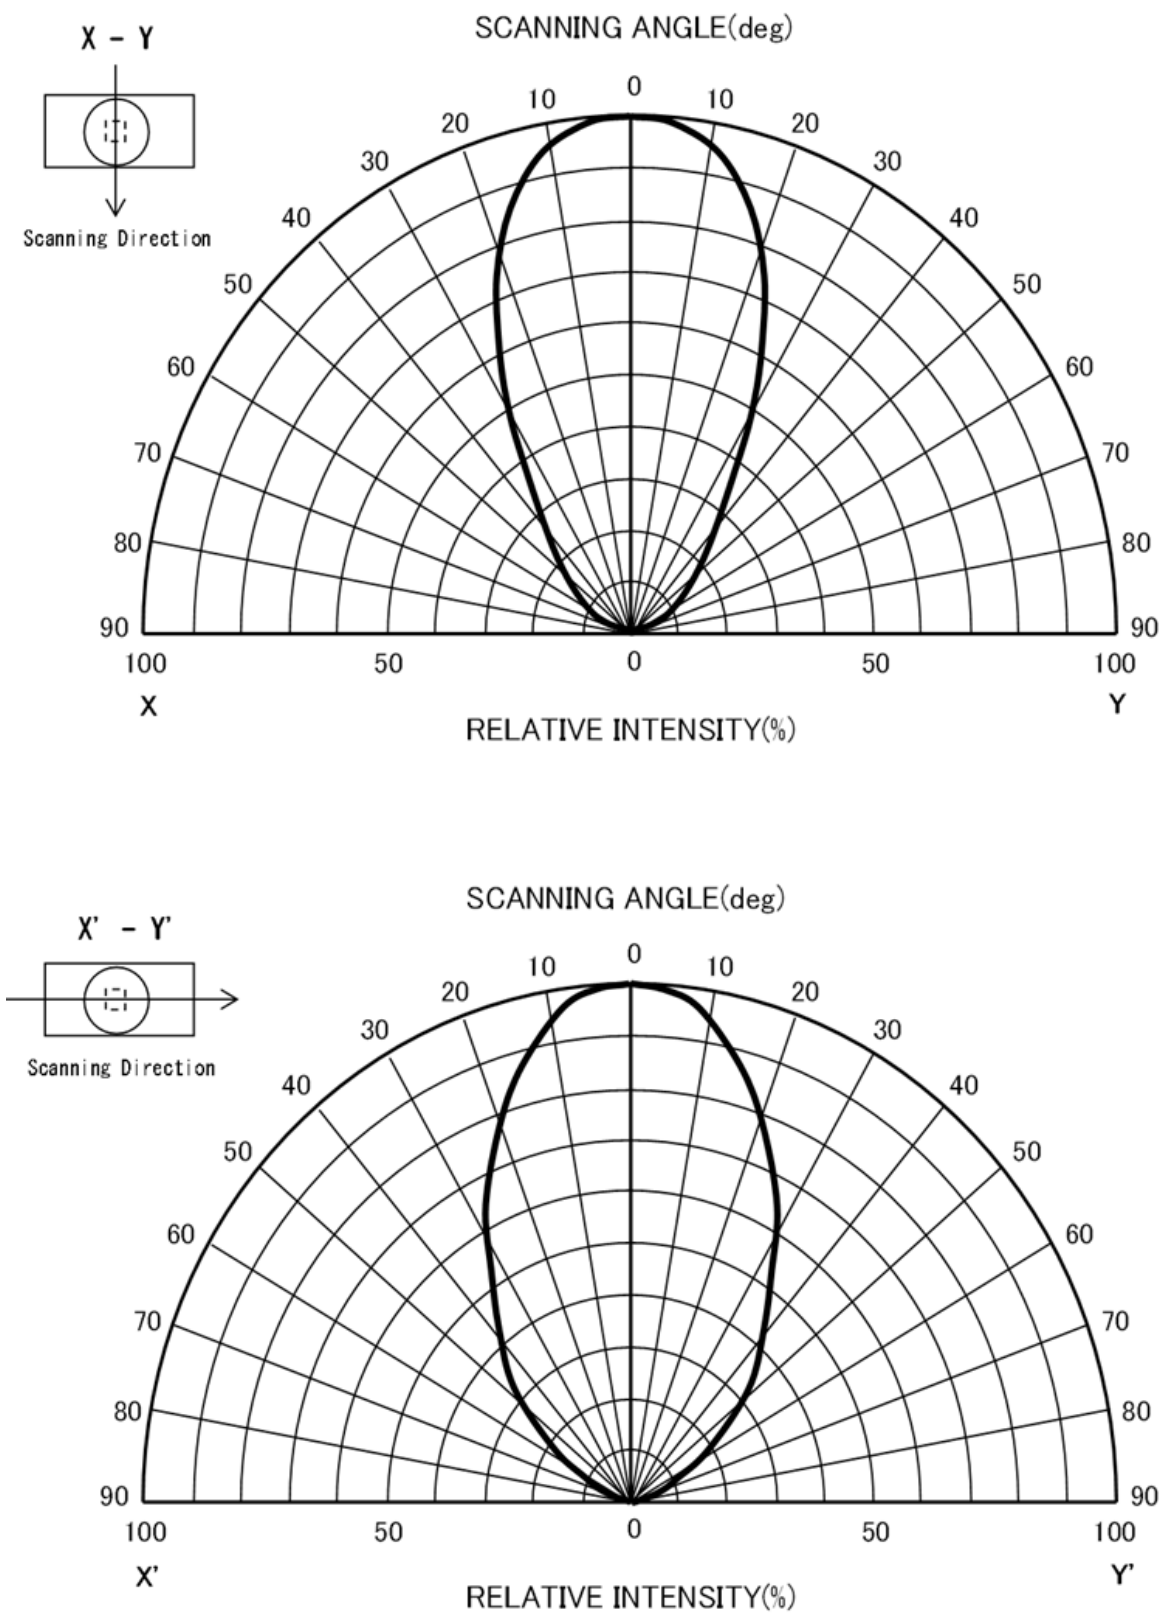 SCANNING ANGLE(deg)
X - Y
0
10 10
20 20
30 30
40 40
50 50
60 60
70 70
80 80
90 90
Scanning Direction
100 50 0 50 100
X Y
RELATIVE INTENSITY(%)
SCANNING ANGLE(deg)
X' - Y'
0
10 10
20 20
30 30
40 40
50 50
60 60
70 70
80 80
90 90
Scanning Direction
100 50 0 50 100
X' Y'
RELATIVE INTENSITY(%)